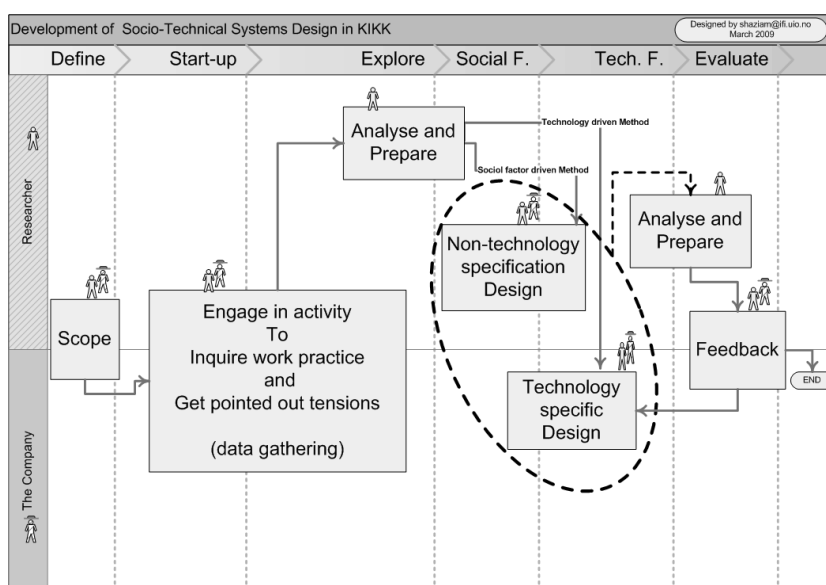 Development of Socio-Technical Systems Design in KIKK
Designed by shaziam@ifi.uio.no
March 2009
Define
Start-up
Explore
Social F.
Tech. F.
Evaluate
Researcher
The Company
Scope
Engage in activity
To
Inquire work practice
and
Get pointed out tensions
(data gathering)
Analyse and
Prepare
Technology driven Method
Sociol factor driven Method
Non-technology
specification
Design
Technology
specific
Design
Analyse and
Prepare
Feedback
END